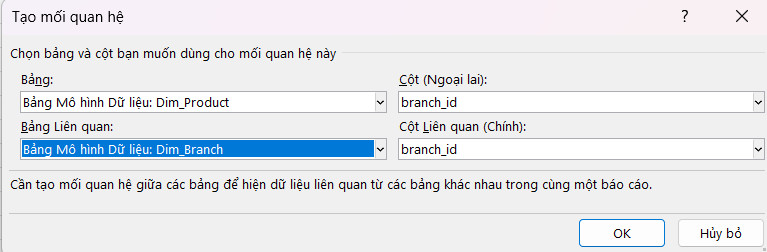 Tạo mối quan hệ
?
Chọn bảng và cột bạn muốn dùng cho mối quan hệ này
Bảng:
Cột (Ngoại lai):
Bảng Mô hình Dữ liệu: Dim_Product
branch_id
Bảng Liên quan:
Cột Liên quan (Chính):
Bảng Mô hình Dữ liệu: Dim_Branch
branch_id
Cần tạo mối quan hệ giữa các bảng để hiện dữ liệu liên quan từ các bảng khác nhau trong cùng một báo cáo.
OK
Hủy bỏ